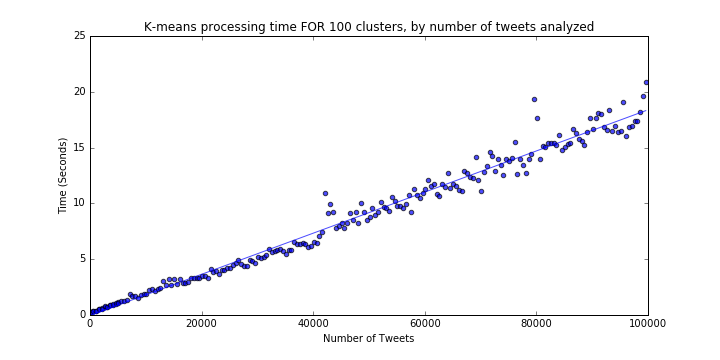 K-means processing time FOR 100 clusters, by number of tweets analyzed
25
20
15
10
5
0
Time (Seconds)
0 20000 40000 60000 80000 100000
Number of Tweets